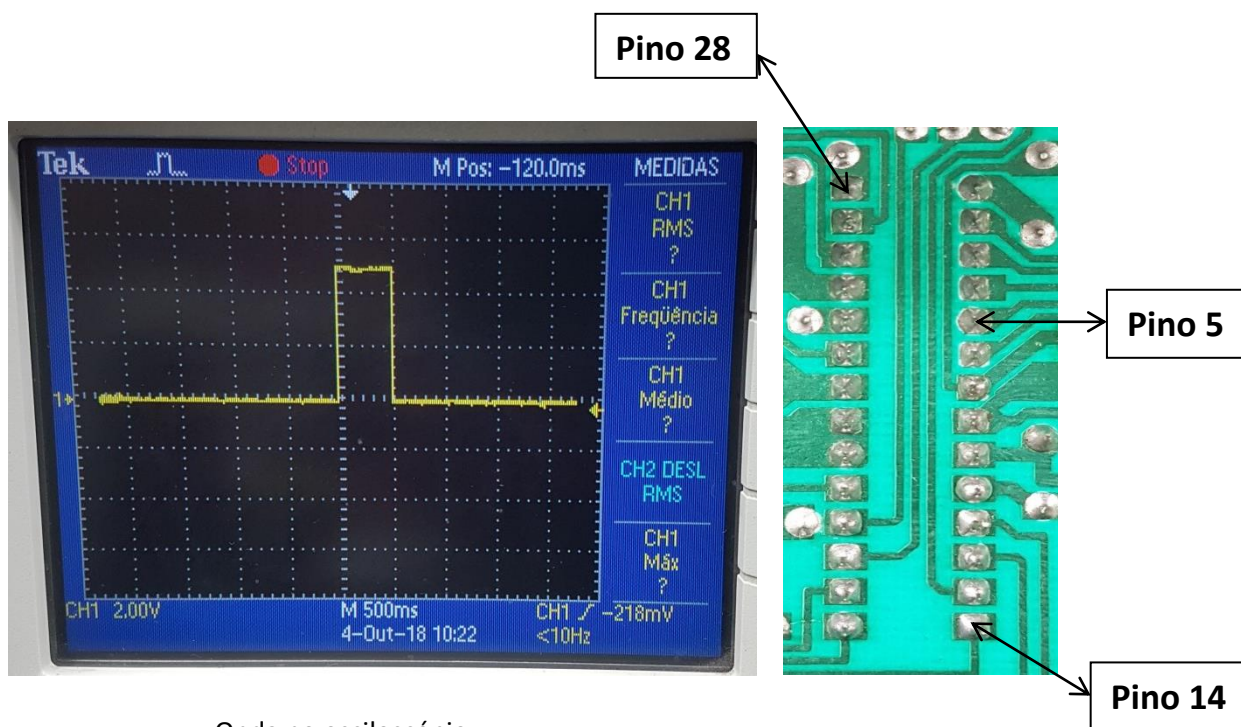 Pino 28
Tek Stop M Pos: -120.0ms MEDIDAS
CH1
RMS
?
CH1
Freqüência
?
CH1
Médio
?
CH2 DESL
RMS
CH1
Máx
?
1
CH1 2.00V M 500ms CH1 -218mV
4-Out-18 10:22 <10Hz
Pino 5
Pino 14